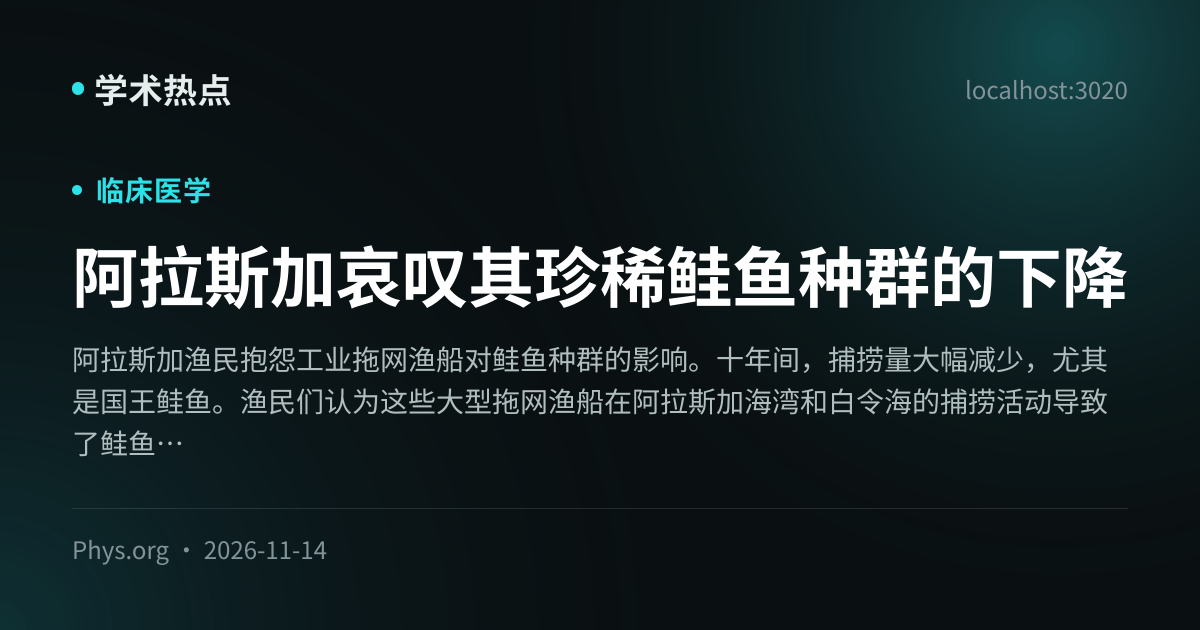 学术热点
localhost:3020
临床医学
阿拉斯加哀叹其珍稀鲑鱼种群的下降
阿拉斯加渔民抱怨工业拖网渔船对鲑鱼种群的影响。十年间，捕捞量大幅减少，尤其
是国王鲑鱼。渔民们认为这些大型拖网渔船在阿拉斯加海湾和白令海的捕捞活动导致
了鲑鱼…
Phys.org • 2026-11-14